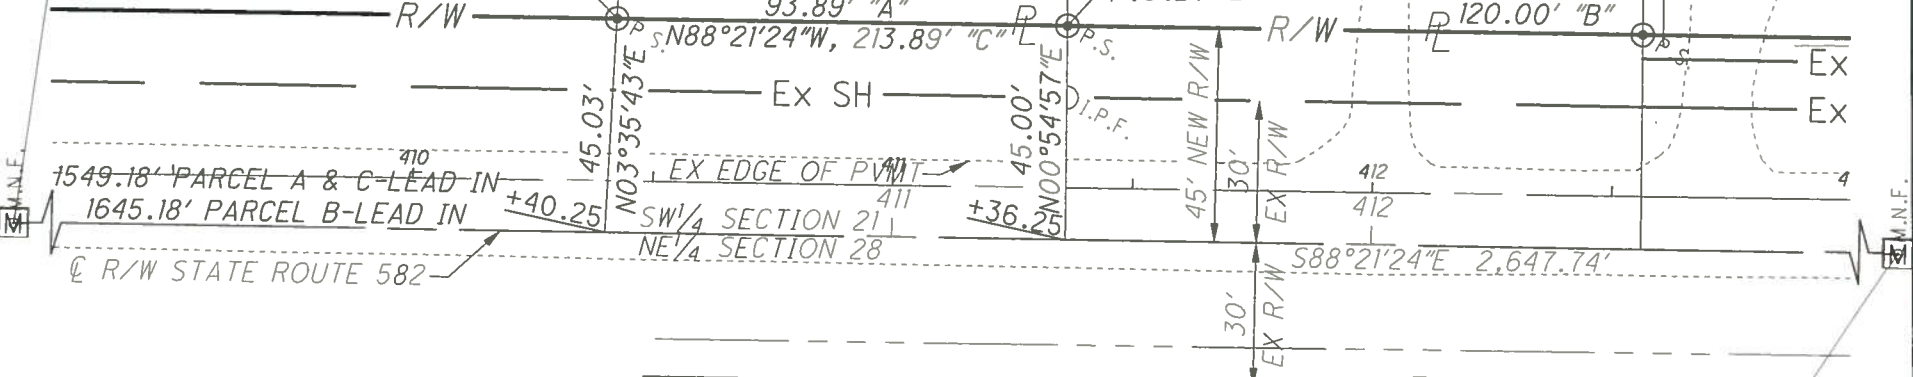 93.89' "A"
R/W
P.S.
N88°21'24"W, 213.89' "C"
PL
P.S.
R/W
PL
120.00' "B"
P.S.
Ex
Ex SH
Ex
45.03'
N03°35'43"E
45.00'
N00°54'57"E
I.P.F.
45' NEW R/W
30'
EX R/W
M.N.F.
410
411
412
4
1549.18' PARCEL A & C-LEAD IN
EX EDGE OF PVMT
1645.18' PARCEL B-LEAD IN
+40.25
SW1/4 SECTION 21
411
+36.25
412
M.N.F.
NE1/4 SECTION 28
S88°21'24"E 2,647.74'
℄ R/W STATE ROUTE 582
30'
EX R/W